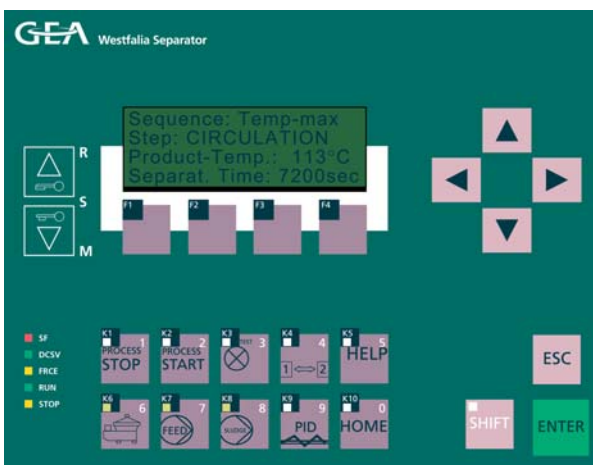 GEA Westfalia Separator
Sequence: Temp-max
Step: CIRCULATION
Product-Temp.: 113°C
Separat. Time: 7200sec
R
S
M
F1 F2 F3 F4
SF
DCSV
FRCE
RUN
STOP
K1 1 PROCESS STOP
K2 2 PROCESS START
K3 TEST 3
K4 4 1 2
K5 5 HELP
K6 6
K7 7 FEED
K8 8 SLUDGE
K9 9 PID
K10 0 HOME
ESC
SHIFT
ENTER